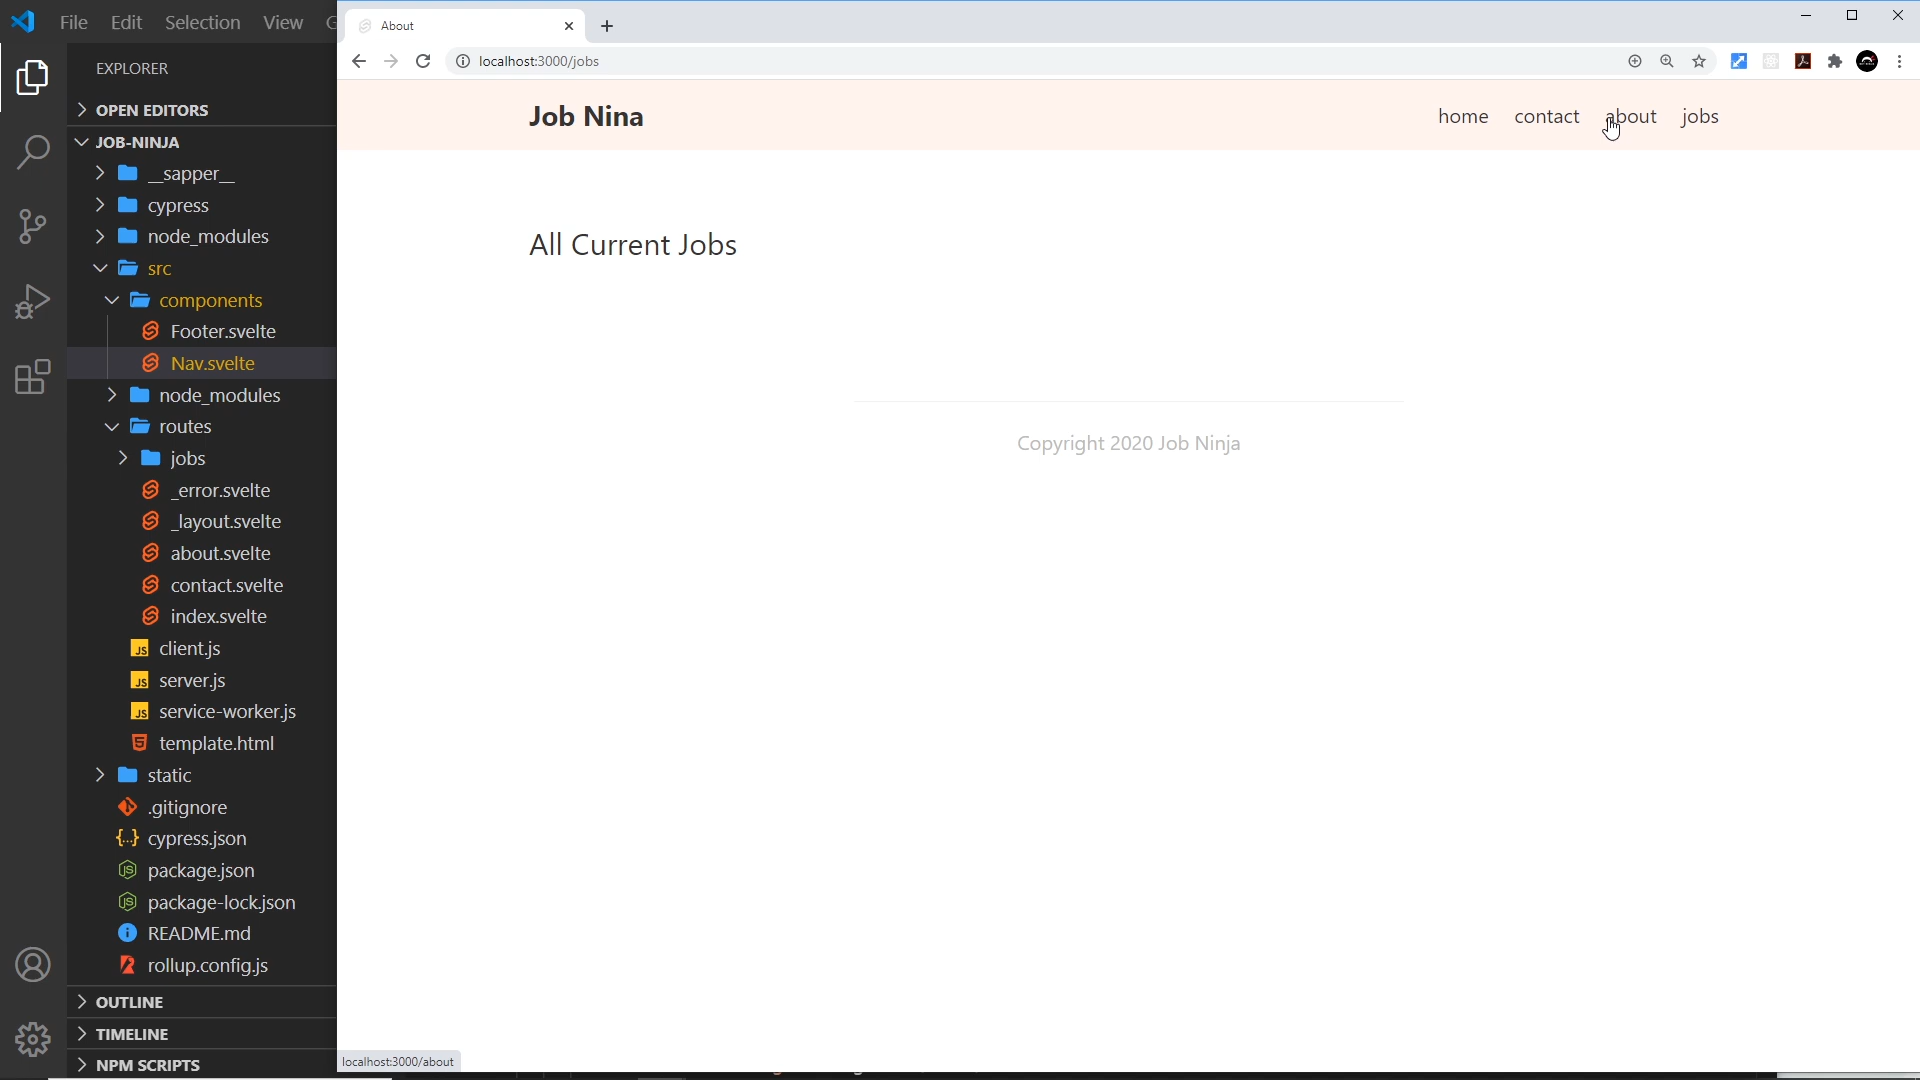 File Edit Selection View G
EXPLORER
OPEN EDITORS
JOB-NINJA
__sapper__
cypress
node_modules
src
components
Footer.svelte
Nav.svelte
node_modules
routes
jobs
_error.svelte
_layout.svelte
about.svelte
contact.svelte
index.svelte
client.js
server.js
service-worker.js
template.html
static
.gitignore
cypress.json
package.json
package-lock.json
README.md
rollup.config.js
OUTLINE
TIMELINE
NPM SCRIPTS
About
localhost:3000/jobs
Job Nina
home contact about jobs
All Current Jobs
Copyright 2020 Job Ninja
localhost:3000/about